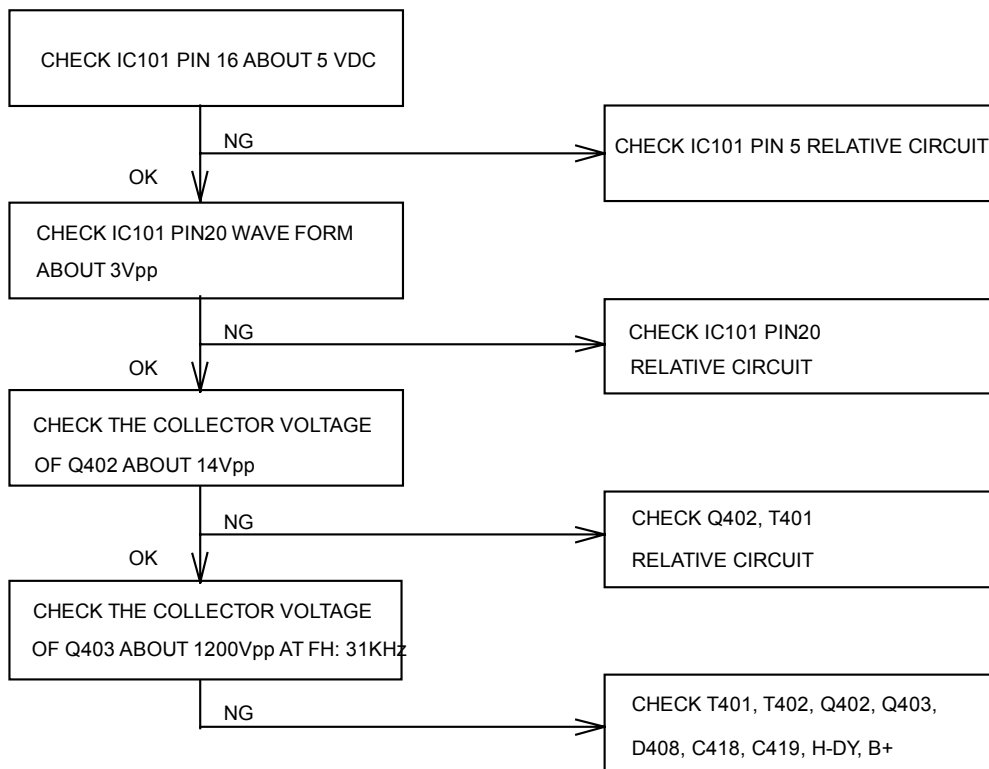 CHECK IC101 PIN 16 ABOUT 5 VDC
NG
CHECK IC101 PIN 5 RELATIVE CIRCUIT
OK
CHECK IC101 PIN20 WAVE FORM
ABOUT 3Vpp
NG
CHECK IC101 PIN20
RELATIVE CIRCUIT
OK
CHECK THE COLLECTOR VOLTAGE
OF Q402 ABOUT 14Vpp
NG
CHECK Q402, T401
RELATIVE CIRCUIT
OK
CHECK THE COLLECTOR VOLTAGE
OF Q403 ABOUT 1200Vpp AT FH: 31KHz
NG
CHECK T401, T402, Q402, Q403,
D408, C418, C419, H-DY, B+